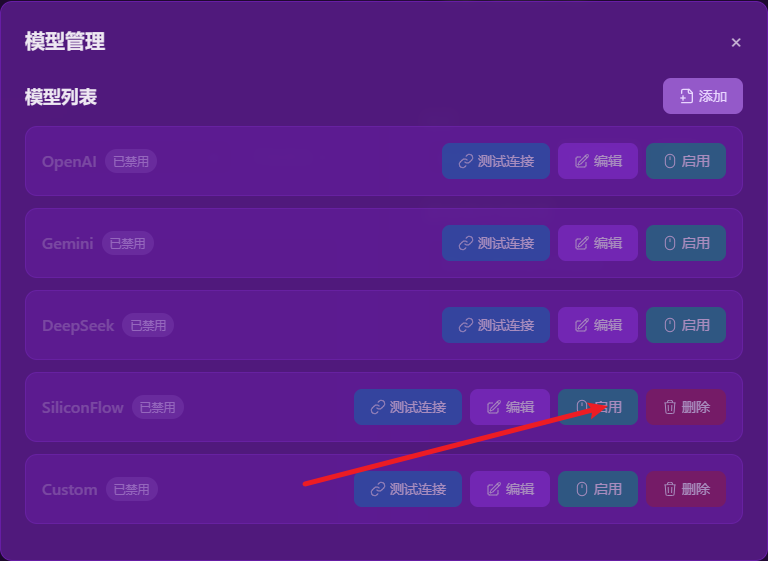 模型管理
模型列表 添加
OpenAI 已禁用 测试连接 编辑 启用
Gemini 已禁用 测试连接 编辑 启用
DeepSeek 已禁用 测试连接 编辑 启用
SiliconFlow 已禁用 测试连接 编辑 启用 删除
Custom 已禁用 测试连接 编辑 启用 删除